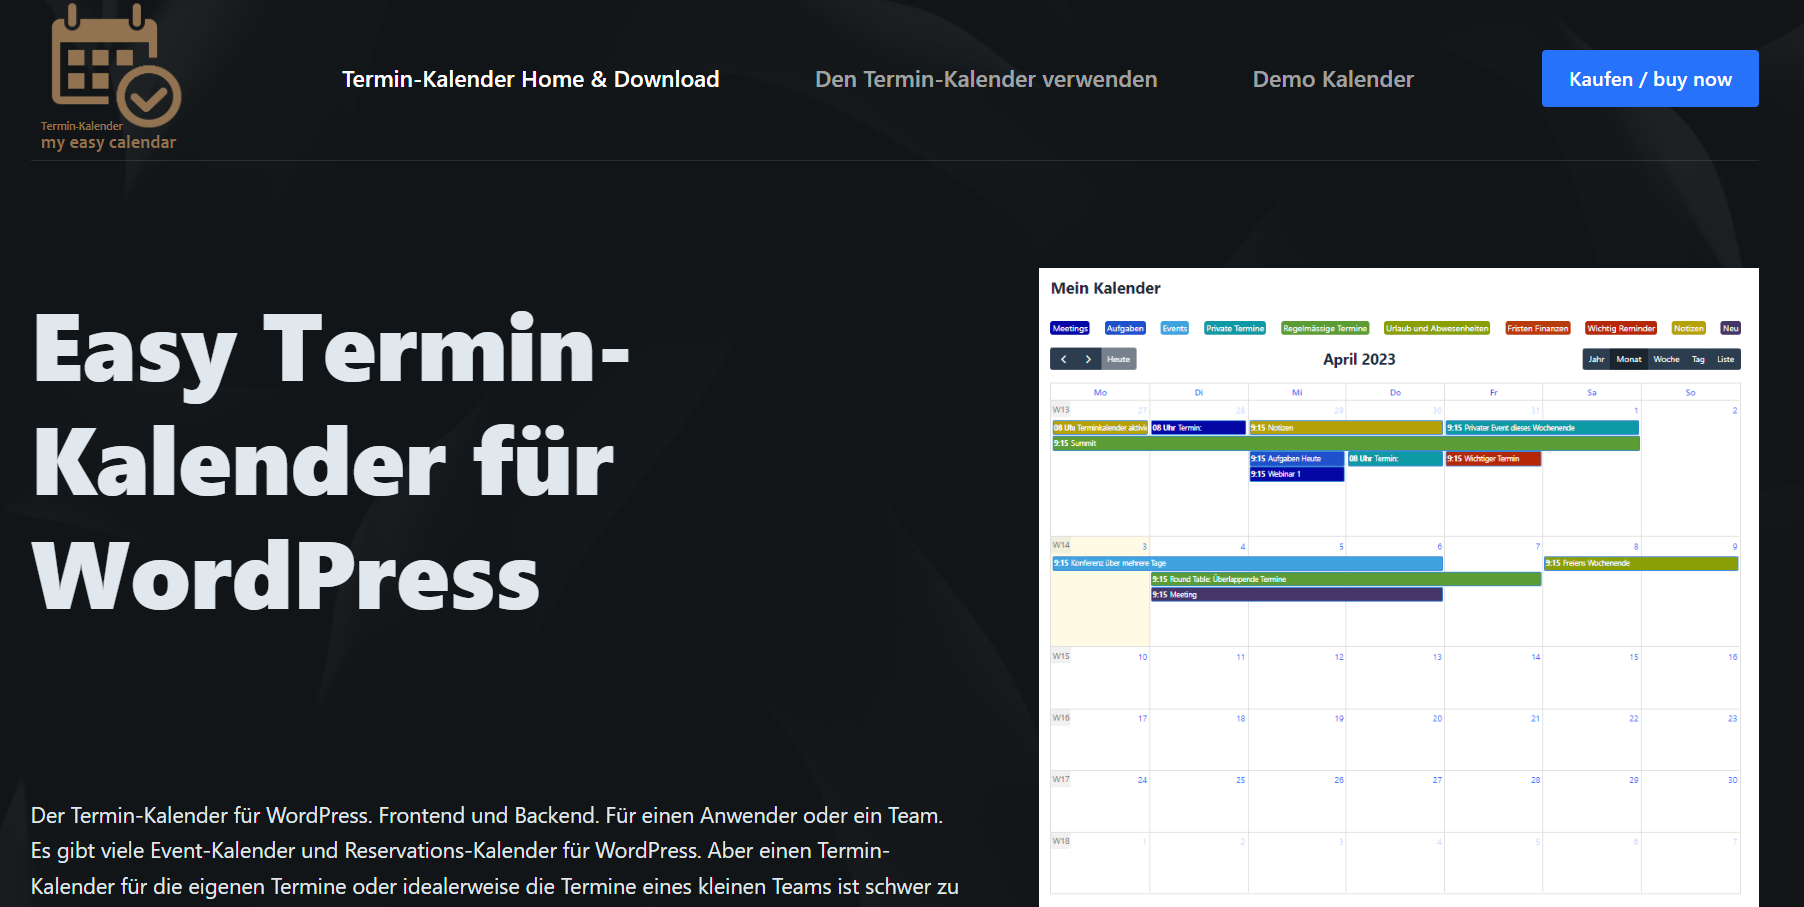 Termin-Kalender
my easy calendar
Termin-Kalender Home & Download
Den Termin-Kalender verwenden
Demo Kalender
Kaufen / buy now
Easy Termin-
Kalender für
WordPress
Der Termin-Kalender für WordPress. Frontend und Backend. Für einen Anwender oder ein Team.
Es gibt viele Event-Kalender und Reservations-Kalender für WordPress. Aber einen Termin-
Kalender für die eigenen Termine oder idealerweise die Termine eines kleinen Teams ist schwer zu
Mein Kalender
Meetings Aufgaben Events Private Termine Regelmässige Termine Urlaub und Abwesenheiten Fristen Finanzen Wichtig Reminder Notizen Neu
Heute April 2023 Jahr Monat Woche Tag Liste
Mo Di Mi Do Fr Sa So
W13 27 28 29 30 31 1 2
08 Uhr Terminkalender aktivie 08 Uhr Termin: 9:15 Notizen 9:15 Privater Event dieses Wochenende
9:15 Summit
9:15 Aufgaben Heute 08 Uhr Termin: 9:15 Wichtiger Termin
9:15 Webinar 1
W14 3 4 5 6 7 8 9
9:15 Konferenz über mehrere Tage 9:15 Freiens Wochenende
9:15 Round Table: Überlappende Termine
9:15 Meeting
W15 10 11 12 13 14 15 16
W16 17 18 19 20 21 22 23
W17 24 25 26 27 28 29 30
W18 1 2 3 4 5 6 7